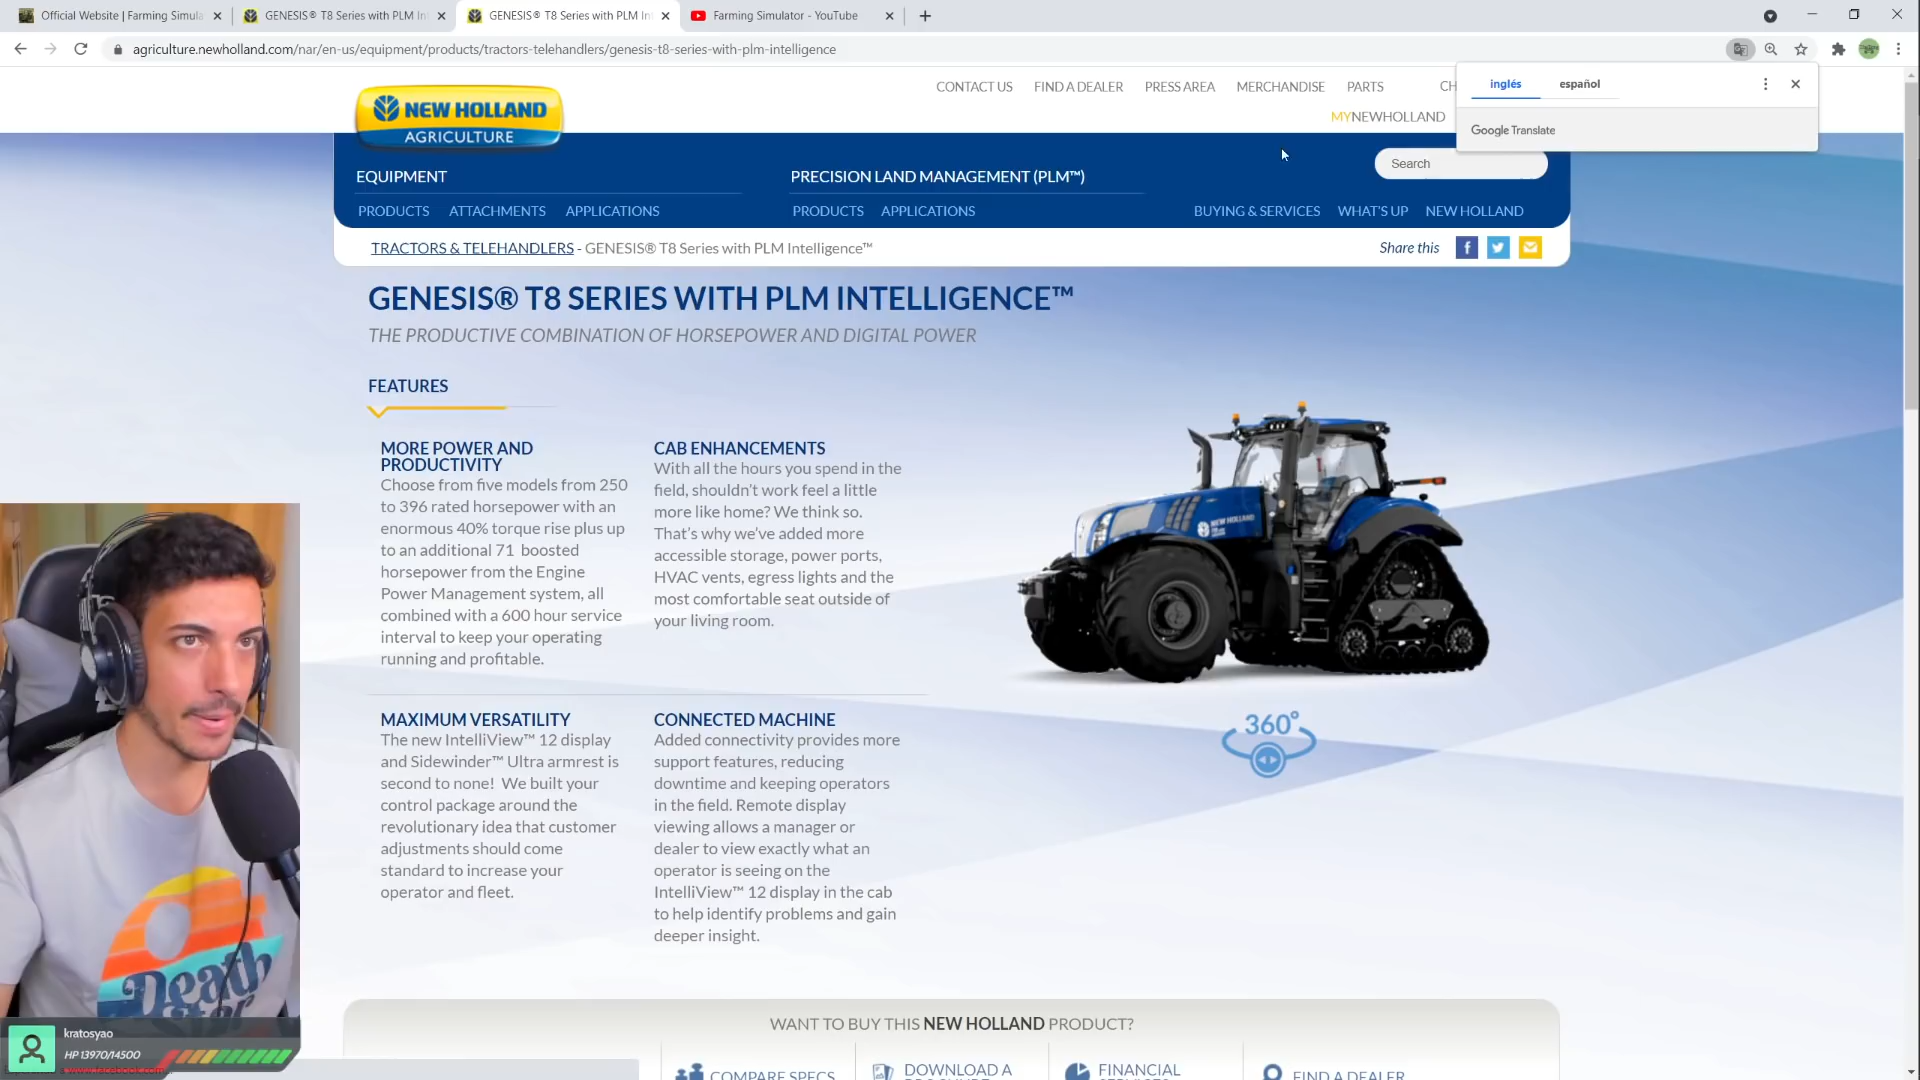 Official Website | Farming Simula
GENESIS® T8 Series with PLM In
GENESIS® T8 Series with PLM In
Farming Simulator - YouTube
agriculture.newholland.com/nar/en-us/equipment/products/tractors-telehandlers/genesis-t8-series-with-plm-intelligence
inglés
español
Google Translate
CONTACT US
FIND A DEALER
PRESS AREA
MERCHANDISE
PARTS
CH
MYNEWHOLLAND
NEW HOLLAND
AGRICULTURE
Search
EQUIPMENT
PRECISION LAND MANAGEMENT (PLM™)
PRODUCTS
ATTACHMENTS
APPLICATIONS
PRODUCTS
APPLICATIONS
BUYING & SERVICES
WHAT'S UP
NEW HOLLAND
TRACTORS & TELEHANDLERS - GENESIS® T8 Series with PLM Intelligence™
Share this
GENESIS® T8 SERIES WITH PLM INTELLIGENCE™
THE PRODUCTIVE COMBINATION OF HORSEPOWER AND DIGITAL POWER
FEATURES
MORE POWER AND
PRODUCTIVITY
Choose from five models from 250
to 396 rated horsepower with an
enormous 40% torque rise plus up
to an additional 71 boosted
horsepower from the Engine
Power Management system, all
combined with a 600 hour service
interval to keep your operating
running and profitable.
CAB ENHANCEMENTS
With all the hours you spend in the
field, shouldn't work feel a little
more like home? We think so.
That's why we've added more
accessible storage, power ports,
HVAC vents, egress lights and the
most comfortable seat outside of
your living room.
NEW HOLLAND
360°
MAXIMUM VERSATILITY
The new IntelliView™ 12 display
and Sidewinder™ Ultra armrest is
second to none! We built your
control package around the
revolutionary idea that customer
adjustments should come
standard to increase your
operator and fleet.
CONNECTED MACHINE
Added connectivity provides more
support features, reducing
downtime and keeping operators
in the field. Remote display
viewing allows a manager or
dealer to view exactly what an
operator is seeing on the
IntelliView™ 12 display in the cab
to help identify problems and gain
deeper insight.
Death
WANT TO BUY THIS NEW HOLLAND PRODUCT?
COMPARE SPECS
DOWNLOAD A
FINANCIAL
FIND A DEALER
kratosyao
HP 13970/14500